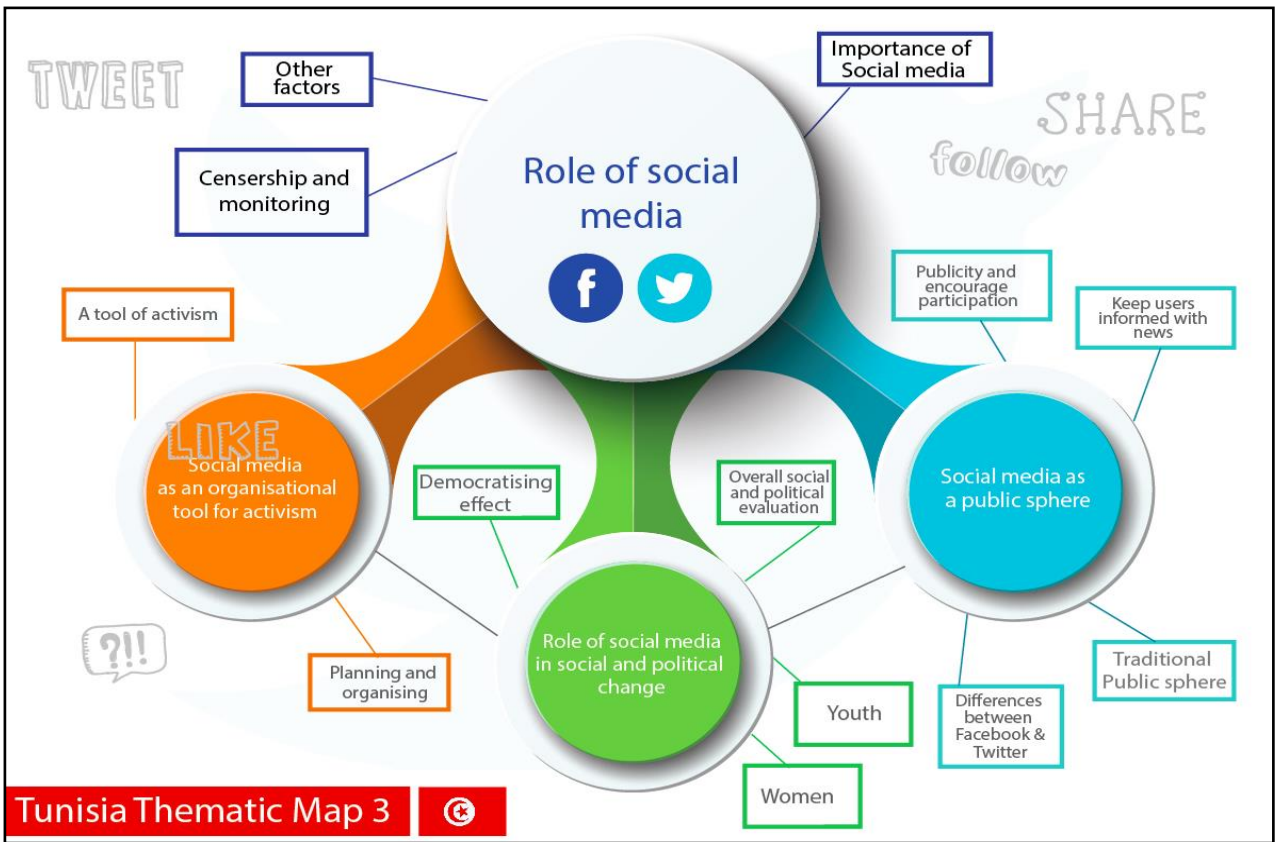 TWEET
Other
factors
Importance of
Social media
SHARE
follow
Censership and
monitoring
Role of social
media
f
Publicity and
encourage
participation
Keep users
informed with
news
A tool of activism
LIKE
Social media
as an organisational
tool for activism
Democratising
effect
Overall social
and political
evaluation
Social media as
a public sphere
?!!
Planning and
organising
Role of social media
in social and political
change
Youth
Women
Differences
between
Facebook &
Twitter
Traditional
Public sphere
Tunisia Thematic Map 3